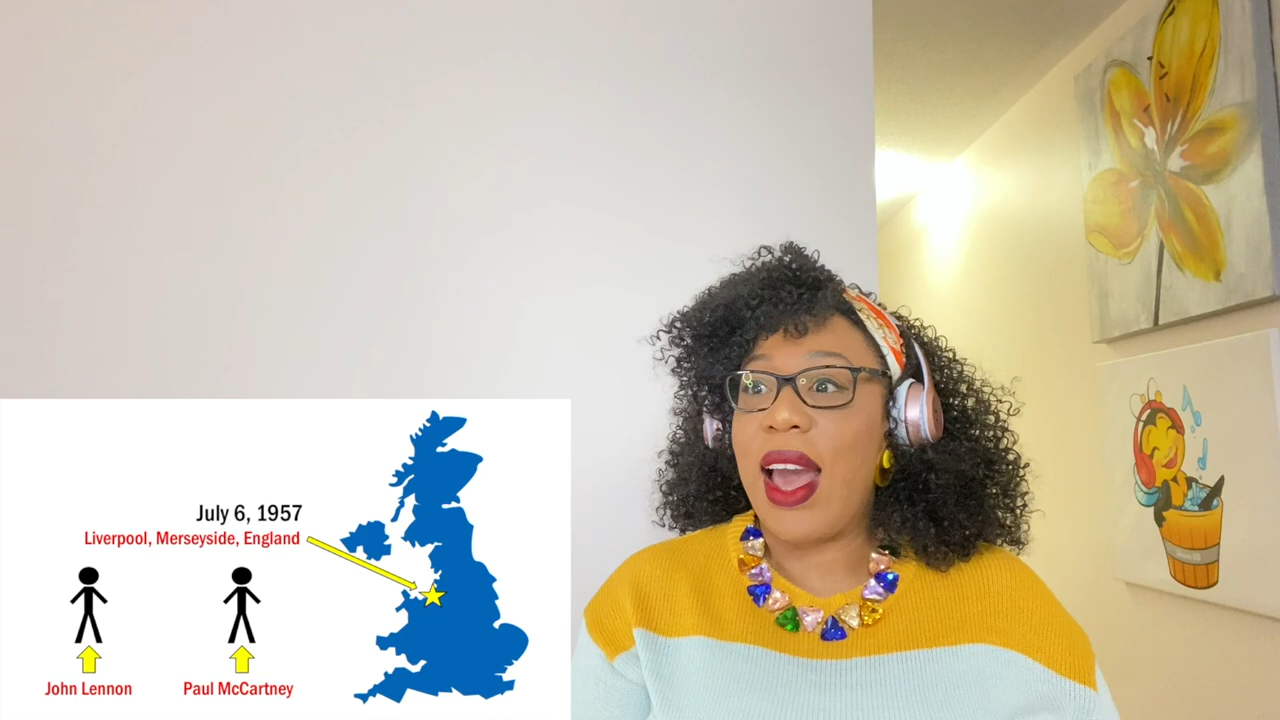 July 6, 1957
Liverpool, Merseyside, England
John Lennon
Paul McCartney